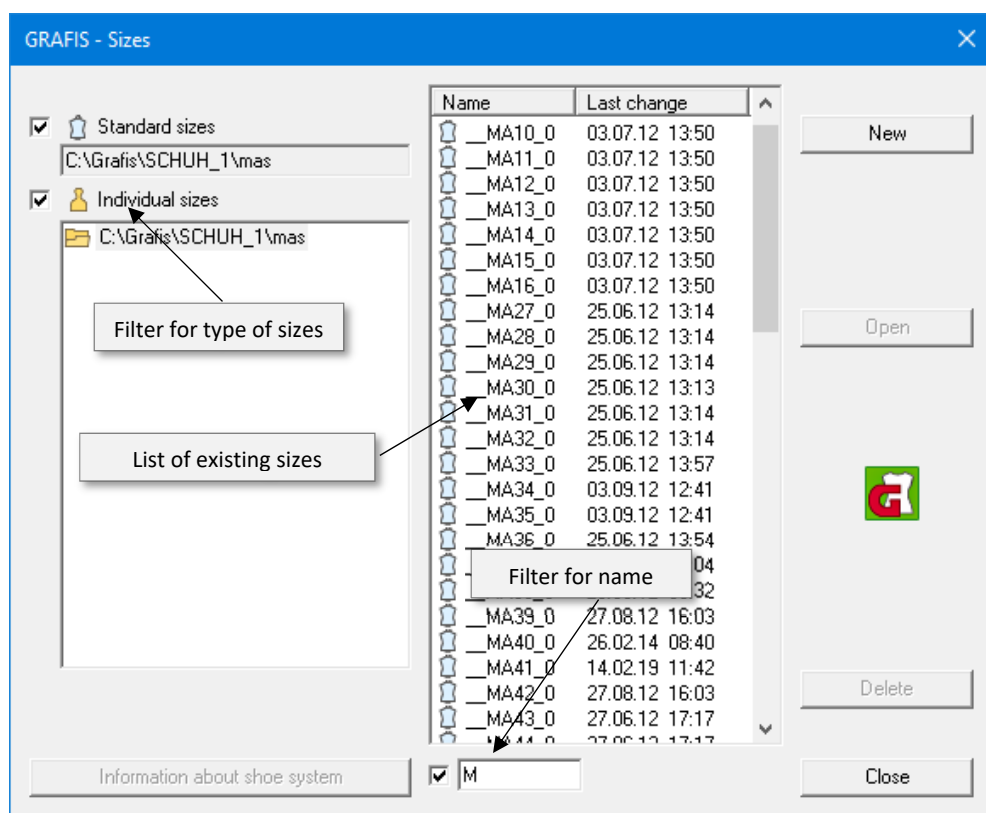 GRAFIS - Sizes
Standard sizes
C:\Grafis\SCHUH_1\mas
Individual sizes
C:\Grafis\SCHUH_1\mas
Filter for type of sizes
List of existing sizes
Information about shoe system
Name Last change
__MA10_0 03.07.12 13:50
__MA11_0 03.07.12 13:50
__MA12_0 03.07.12 13:50
__MA13_0 03.07.12 13:50
__MA14_0 03.07.12 13:50
__MA15_0 03.07.12 13:50
__MA16_0 03.07.12 13:50
__MA27_0 25.06.12 13:14
__MA28_0 25.06.12 13:14
__MA29_0 25.06.12 13:14
__MA30_0 25.06.12 13:13
__MA31_0 25.06.12 13:14
__MA32_0 25.06.12 13:14
__MA33_0 25.06.12 13:57
__MA34_0 03.09.12 12:41
__MA35_0 03.09.12 12:41
__MA36_0 25.06.12 13:54
04
Filter for name
32
__MA39_0 27.08.12 16:03
__MA40_0 26.02.14 08:40
__MA41_0 14.02.19 11:42
__MA42_0 27.08.12 16:03
__MA43_0 27.06.12 17:17
M
New
Open
G
Delete
Close